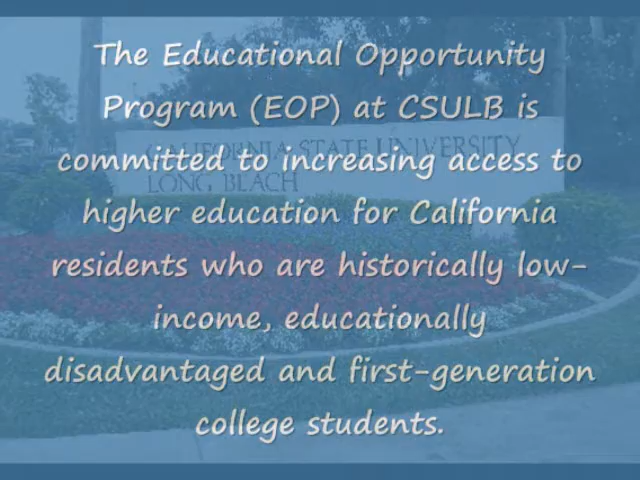 The Educational Opportunity
Program (EOP) at CSULB is
CALIFORNIA STATE UNIVERSITY
committed to increasing access to
LONG BEACH
higher education for California
residents who are historically low-
income, educationally
disadvantaged and first-generation
college students.